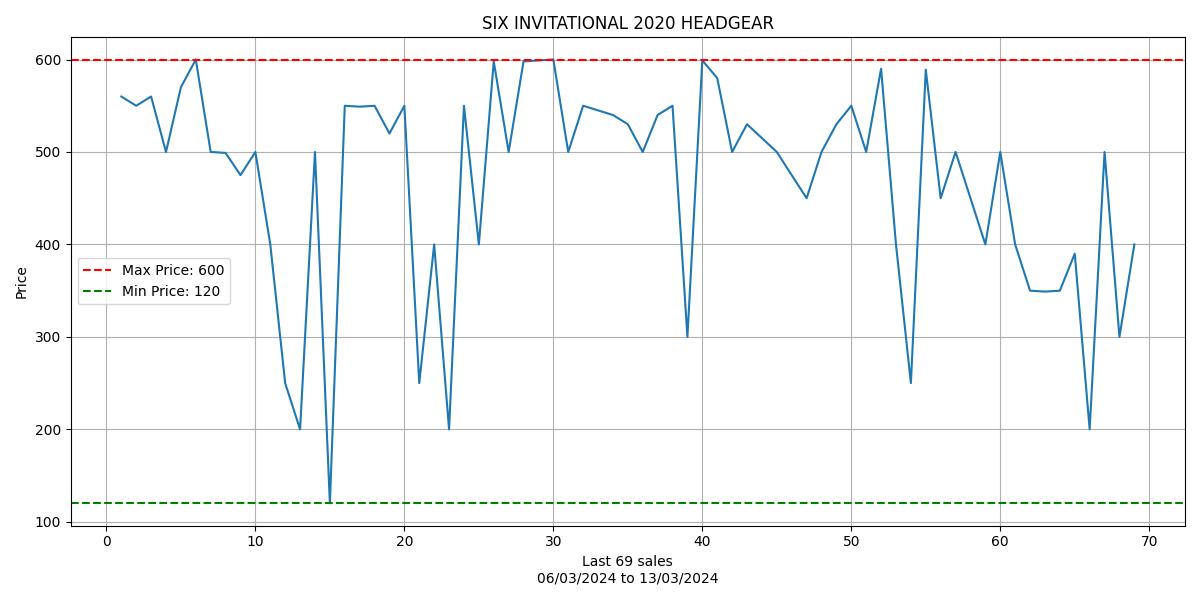 SIX INVITATIONAL 2020 HEADGEAR
600
500
400
300
200
100
Price
Max Price: 600
Min Price: 120
0 10 20 30 40 50 60 70
Last 69 sales
06/03/2024 to 13/03/2024